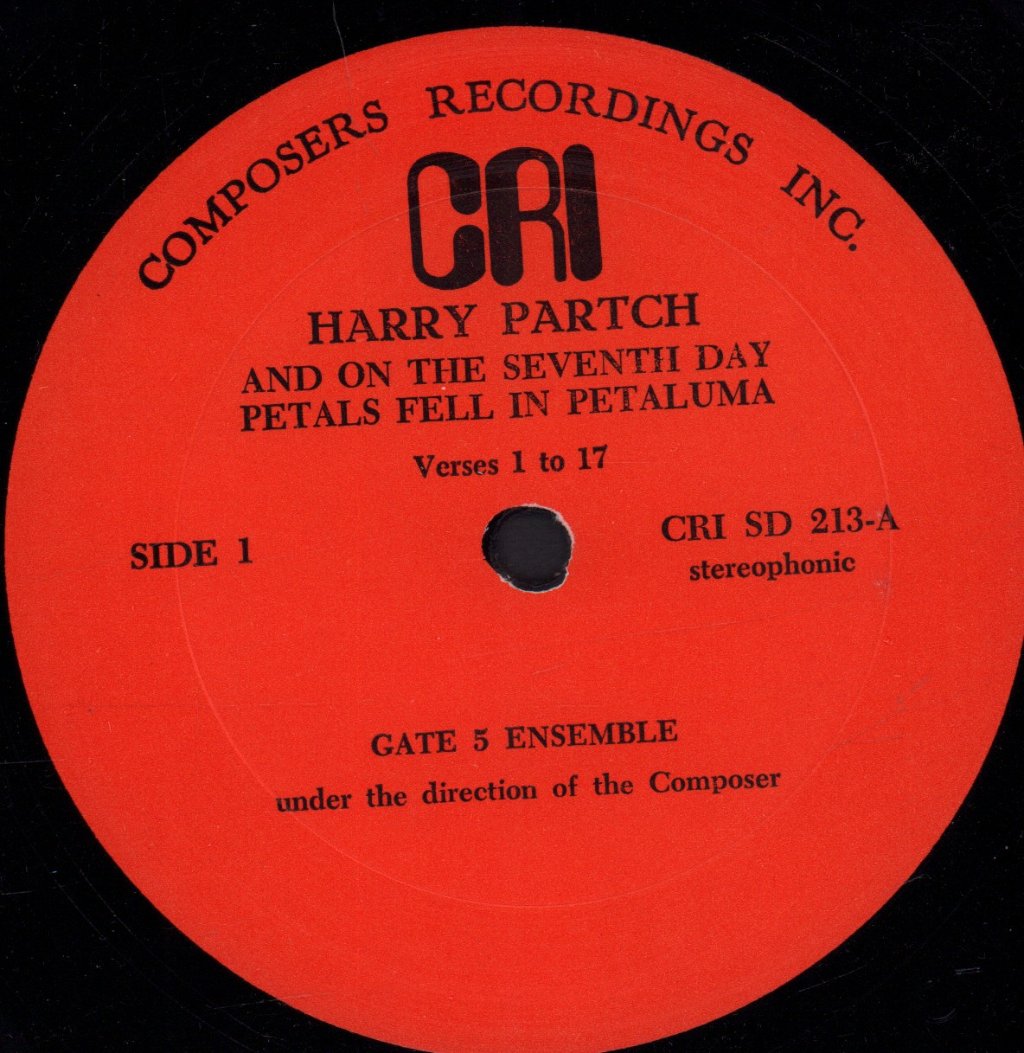 COMPOSERS RECORDINGS INC.
CRI
HARRY PARTCH
AND ON THE SEVENTH DAY
PETALS FELL IN PETALUMA
Verses 1 to 17
SIDE 1
CRI SD 213-A
stereophonic
GATE 5 ENSEMBLE
under the direction of the Composer